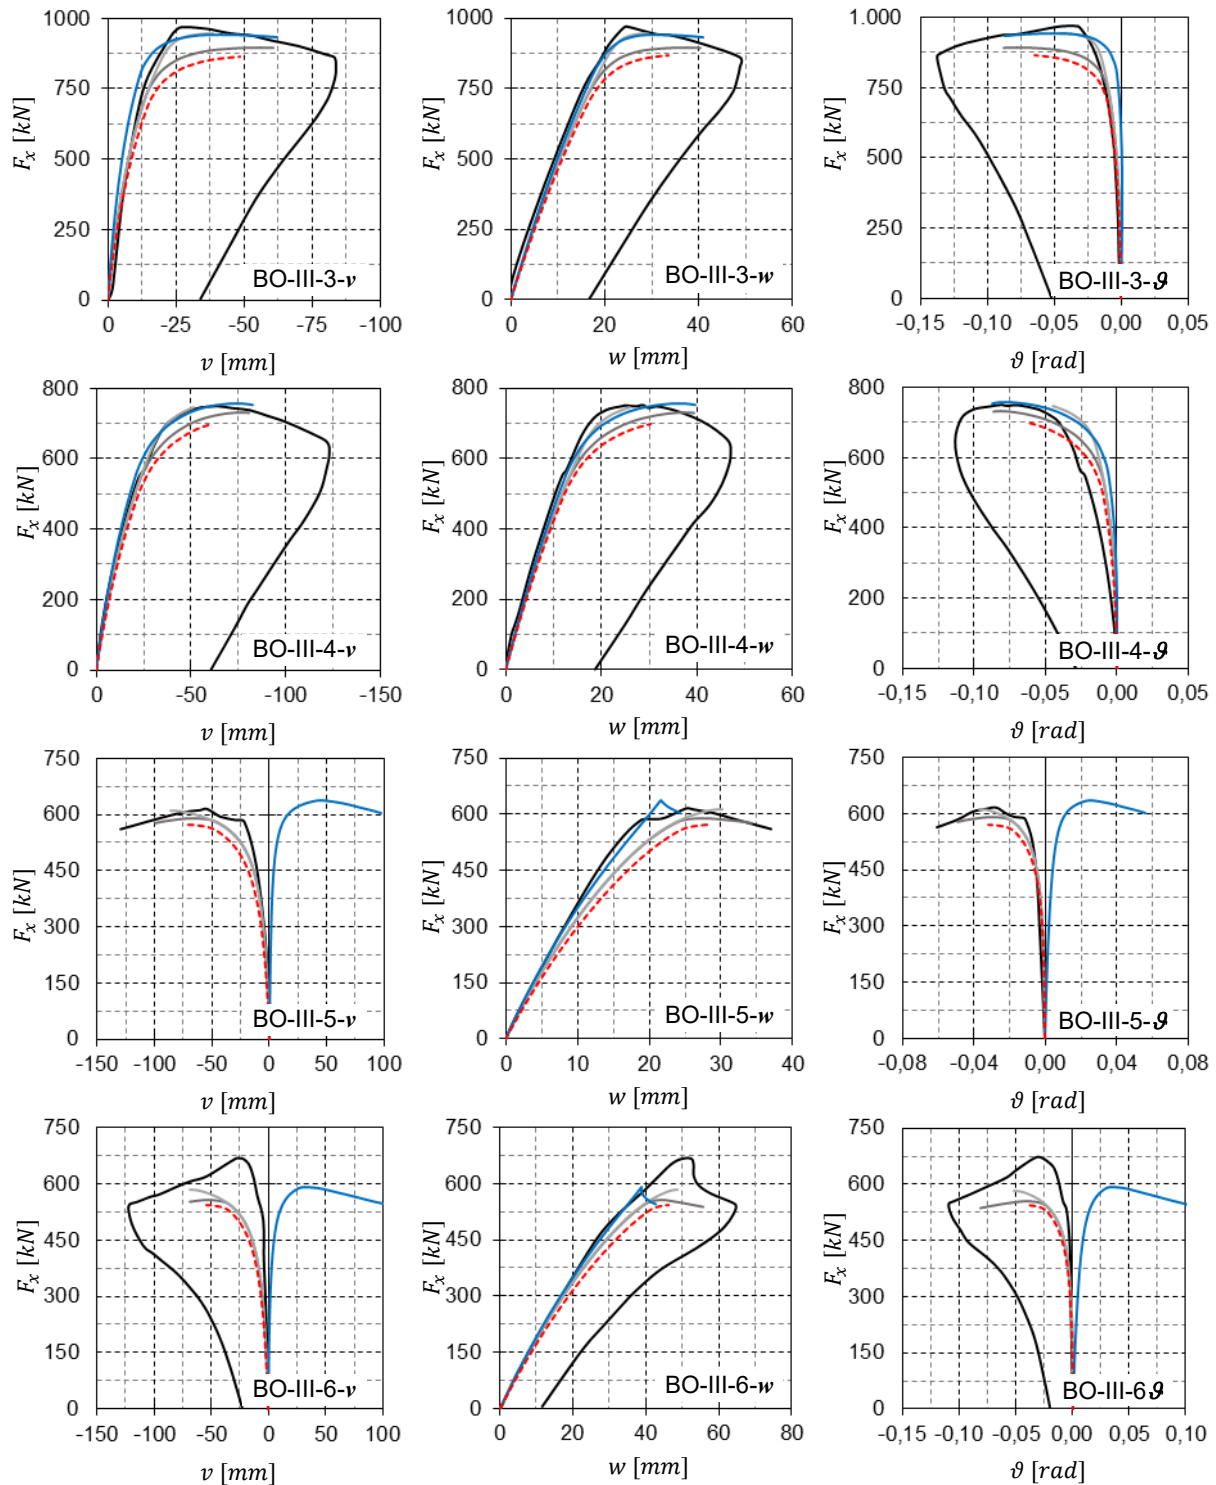 1000
750
500
250
0
F_x [kN]
0 -25 -50 -75 -100
v [mm]
BO-III-3-v
1000
750
500
250
0
F_x [kN]
0 20 40 60
w [mm]
BO-III-3-w
1.000
750
500
250
0
F_x [kN]
-0,15 -0,10 -0,05 0,00 0,05
ϑ [rad]
BO-III-3-ϑ
800
600
400
200
0
F_x [kN]
0 -50 -100 -150
v [mm]
BO-III-4-v
800
600
400
200
0
F_x [kN]
0 20 40 60
w [mm]
BO-III-4-w
800
600
400
200
0
F_x [kN]
-0,15 -0,10 -0,05 0,00 0,05
ϑ [rad]
BO-III-4-ϑ
750
600
450
300
150
0
F_x [kN]
-150 -100 -50 0 50 100
v [mm]
BO-III-5-v
750
600
450
300
150
0
F_x [kN]
0 10 20 30 40
w [mm]
BO-III-5-w
750
600
450
300
150
0
F_x [kN]
-0,08 -0,04 0,00 0,04 0,08
ϑ [rad]
BO-III-5-ϑ
750
600
450
300
150
0
F_x [kN]
-150 -100 -50 0 50 100
v [mm]
BO-III-6-v
750
600
450
300
150
0
F_x [kN]
0 20 40 60 80
w [mm]
BO-III-6-w
750
600
450
300
150
0
F_x [kN]
-0,15 -0,10 -0,05 0,00 0,05 0,10
ϑ [rad]
BO-III-6ϑ